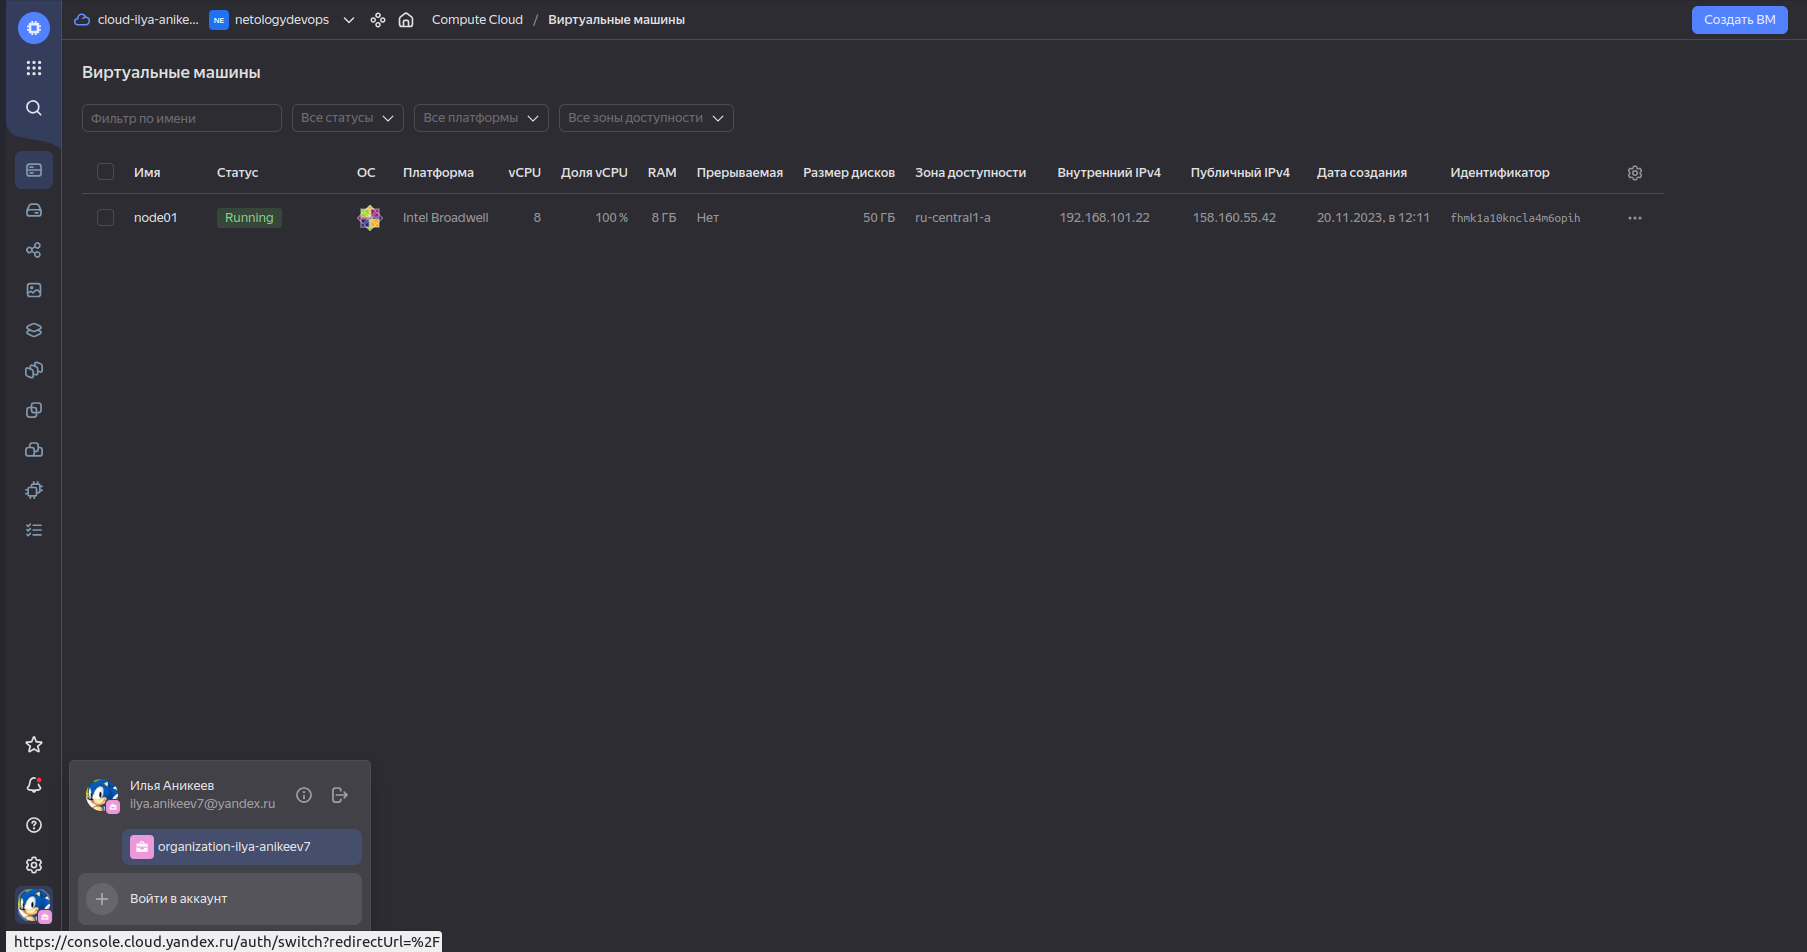 cloud-ilya-anike... NE netologydevops Compute Cloud / Виртуальные машины Создать ВМ
Виртуальные машины
Фильтр по имени Все статусы Все платформы Все зоны доступности
Имя Статус ОС Платформа vCPU Доля vCPU RAM Прерываемая Размер дисков Зона доступности Внутренний IPv4 Публичный IPv4 Дата создания Идентификатор
node01 Running Intel Broadwell 8 100 % 8 ГБ Нет 50 ГБ ru-central1-a 192.168.101.22 158.160.55.42 20.11.2023, в 12:11 fhmk1a10kncla4m6opih
Илья Аникеев
ilya.anikeev7@yandex.ru
organization-ilya-anikeev7
Войти в аккаунт
https://console.cloud.yandex.ru/auth/switch?redirectUrl=%2F